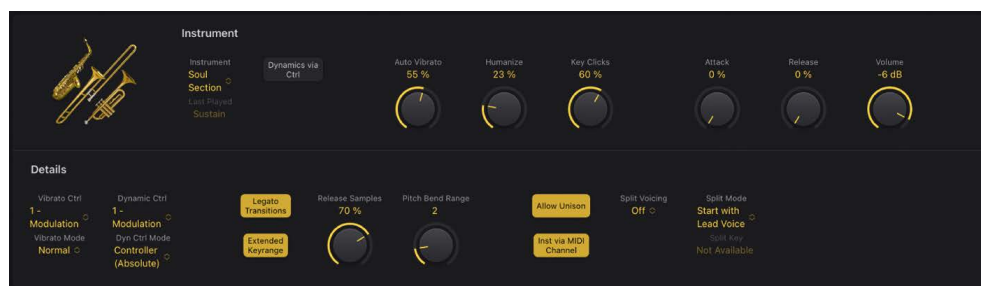 Instrument
Instrument
Soul
Section
Last Played
Sustain
Dynamics via
Ctrl
Auto Vibrato
55 %
Humanize
23 %
Key Clicks
60 %
Attack
0 %
Release
0 %
Volume
-6 dB
Details
Vibrato Ctrl
1 -
Modulation
Vibrato Mode
Normal
Dynamic Ctrl
1 -
Modulation
Dyn Ctrl Mode
Controller
(Absolute)
Legato
Transitions
Extended
Keyrange
Release Samples
70 %
Pitch Bend Range
2
Allow Unison
Inst via MIDI
Channel
Split Voicing
Off
Split Mode
Start with
Lead Voice
Split Key
Not Available